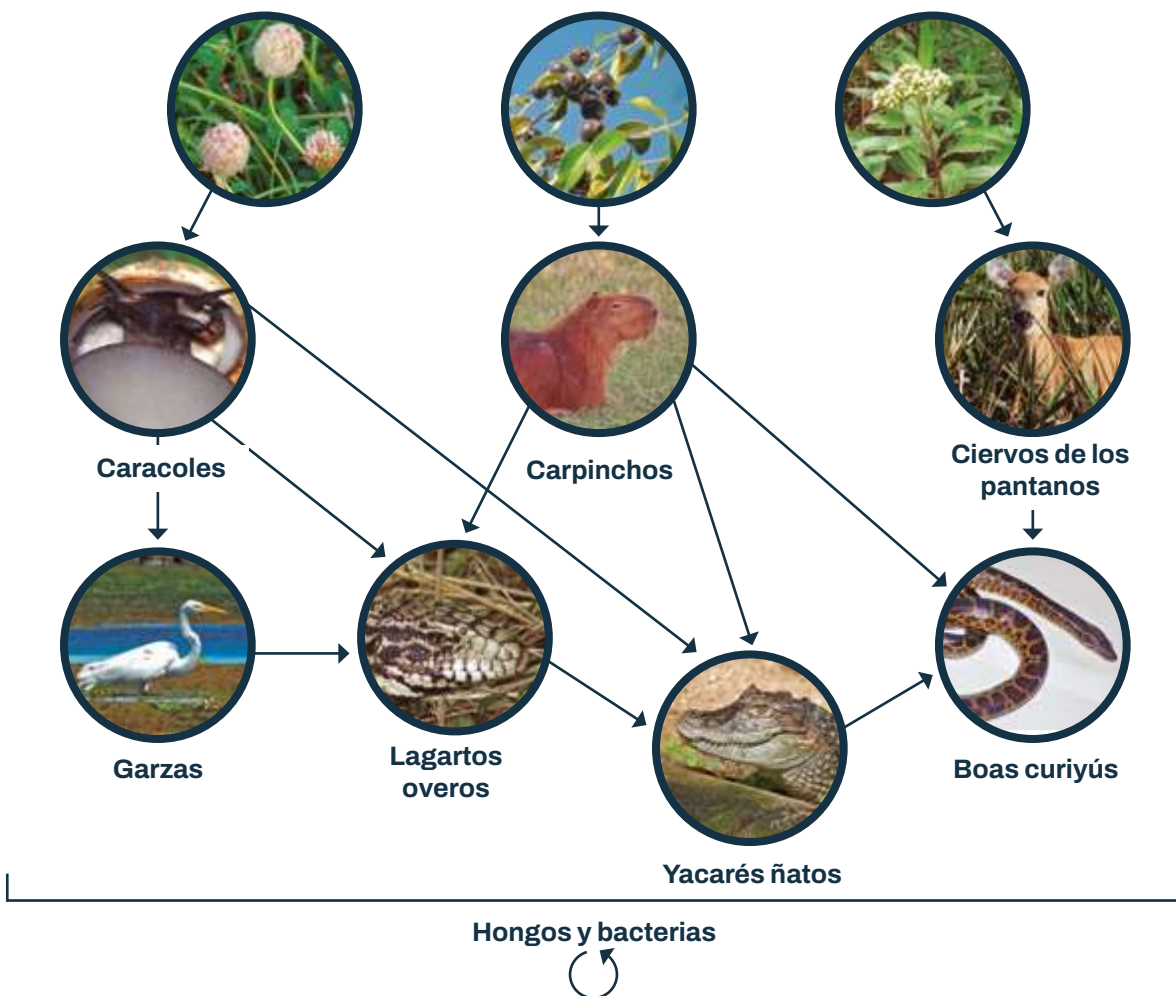 Caracoles
Carpinchos
Ciervos de los
pantanos
Garzas
Lagartos
overos
Boas curiyús
Yacarés ñatos
Hongos y bacterias